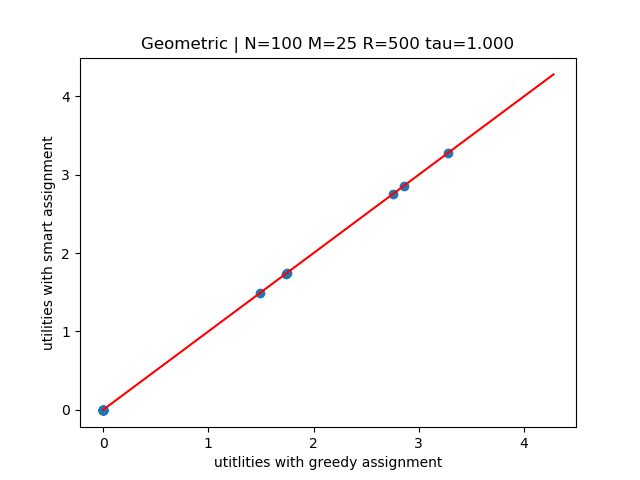 Geometric | N=100 M=25 R=500 tau=1.000
utilities with smart assignment
4
3
2
1
0
0 1 2 3 4
utitlities with greedy assignment